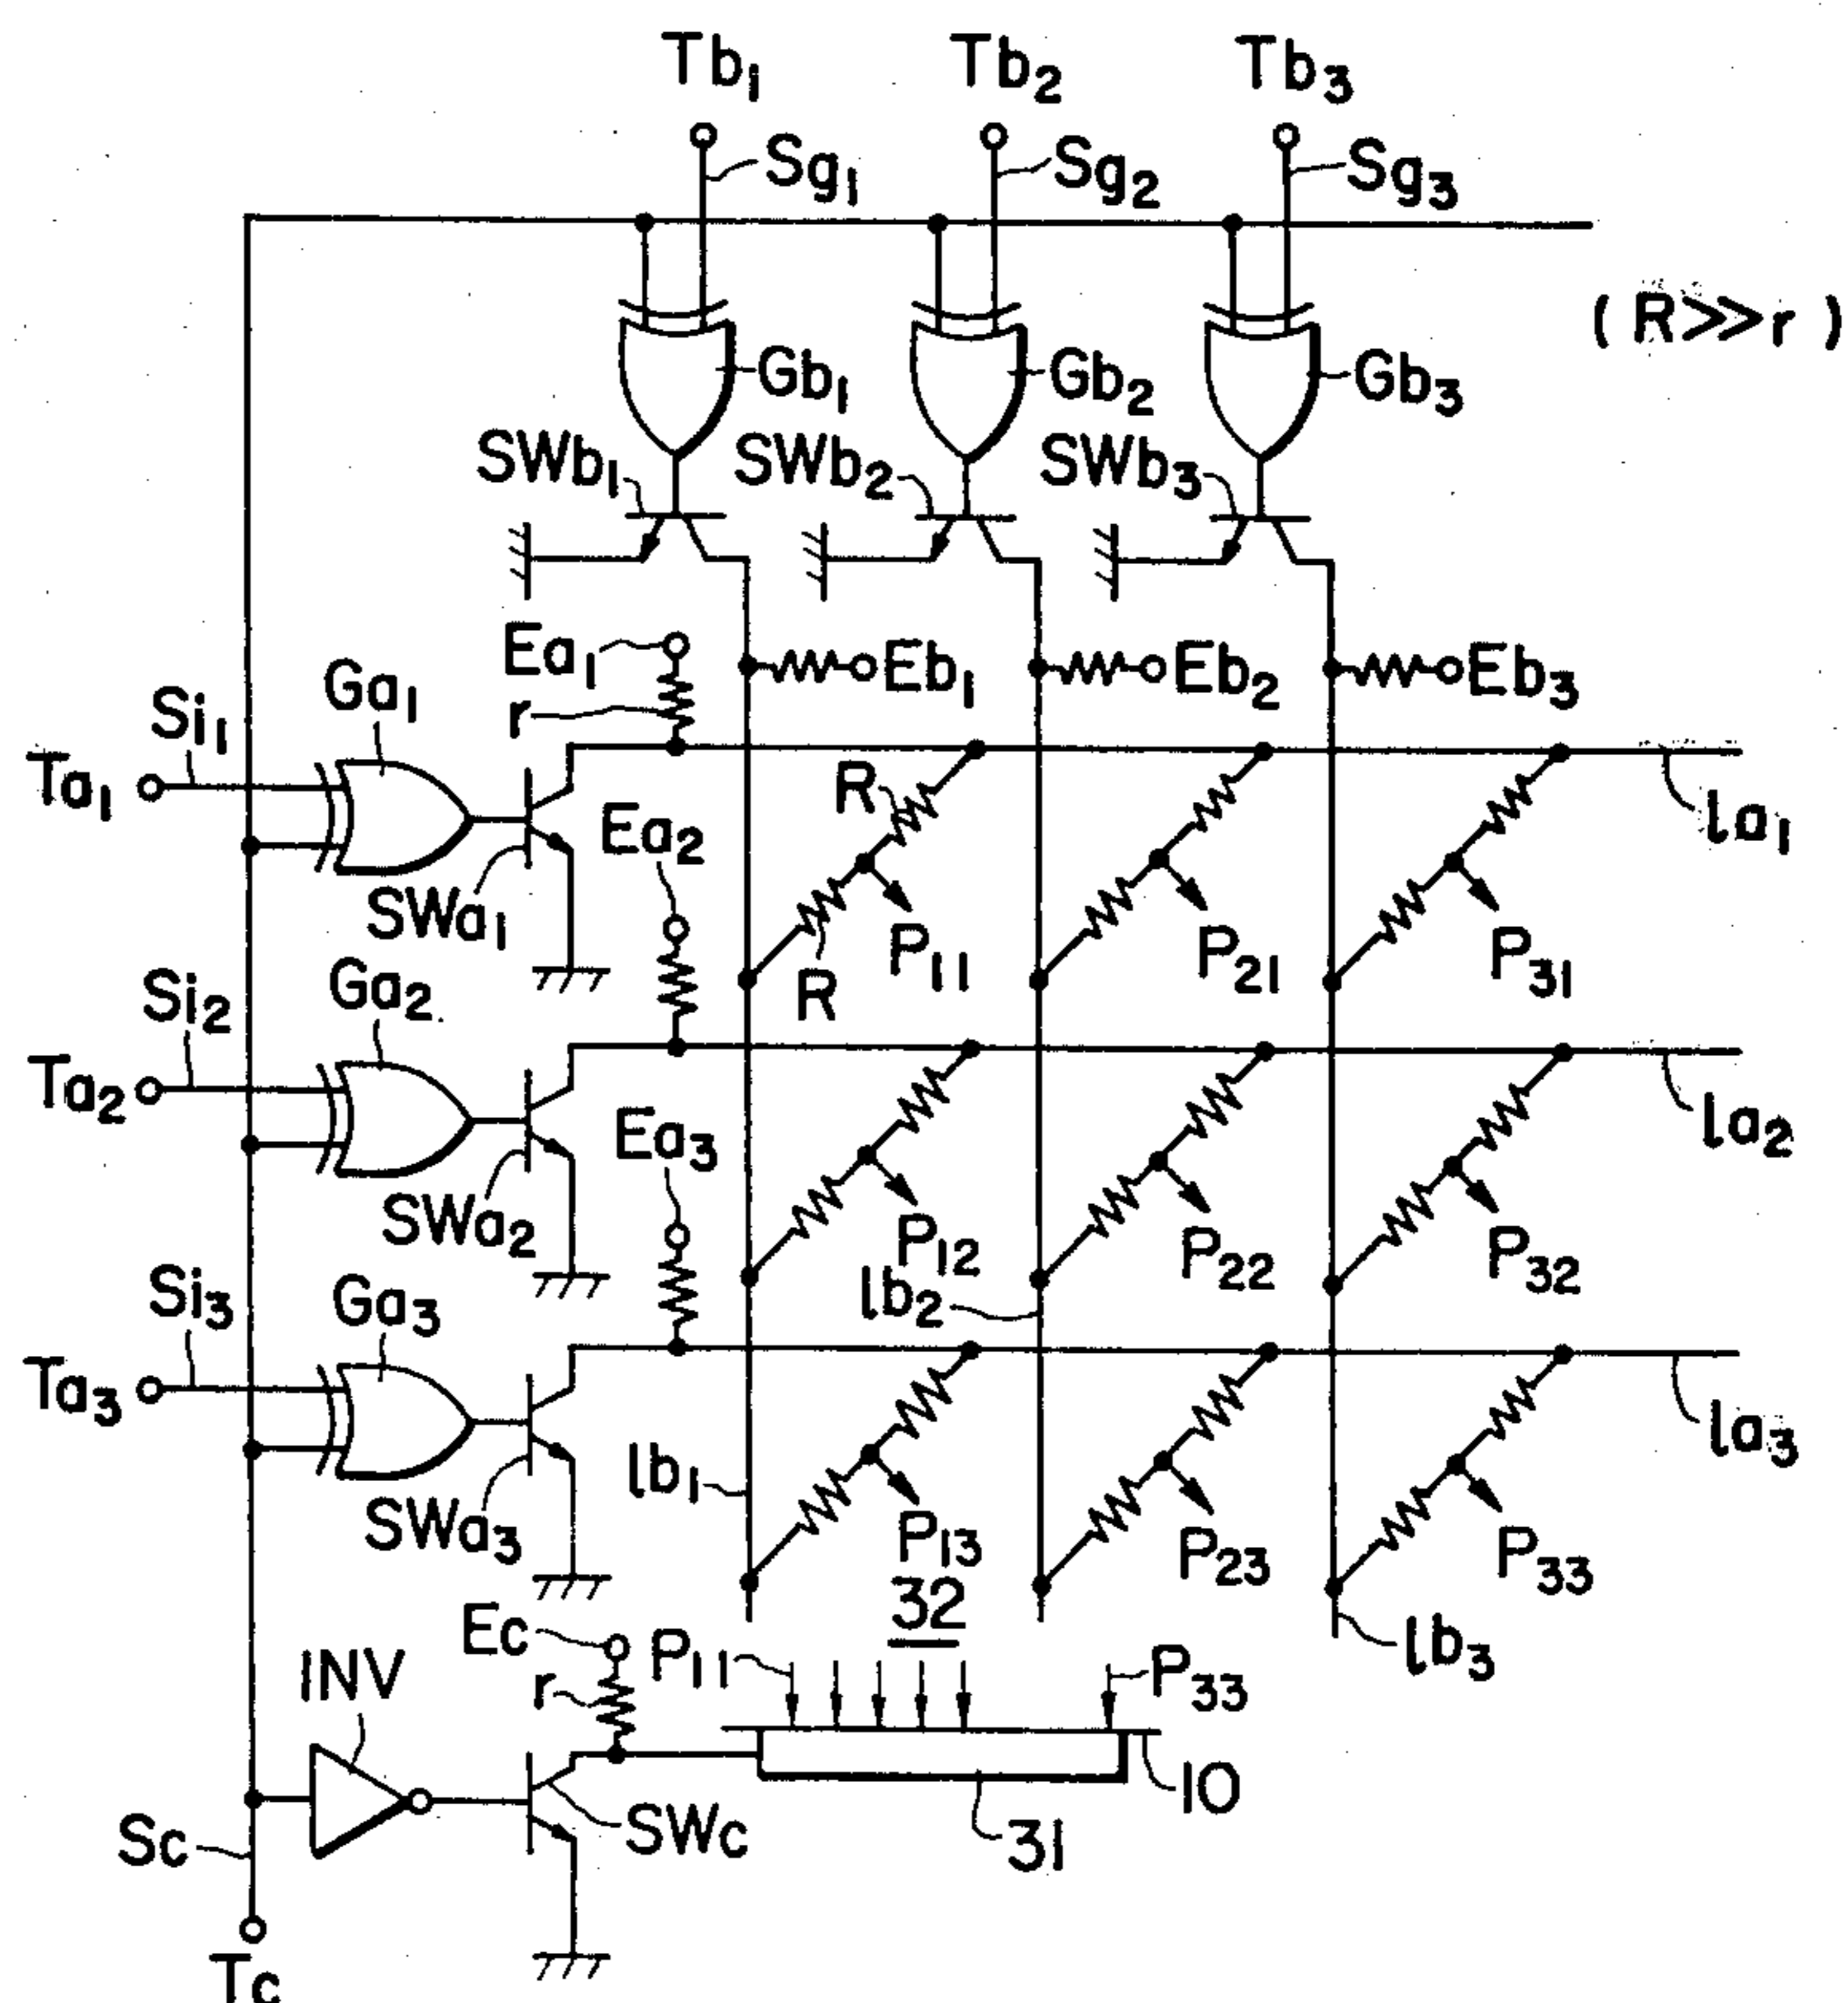 Tb₁ Tb₂ Tb₃
Sg₁ Sg₂ Sg₃
(R>>r)
Gb₁ Gb₂ Gb₃
SWb₁ SWb₂ SWb₃
Ea₁ Eb₁ Eb₂ Eb₃
Ga₁
Si₁ r
Ta₁ R Ea₂ la₁
SWa₁ P₁₁ P₂₁ P₃₁
R
Ga₂
Si₂
Ta₂ Ea₃ la₂
SWa₂ P₁₂ P₂₂ P₃₂
Si₃ Ga₃ lb₂
Ta₃ la₃
lb₁
SWa₃ P₁₃ P₂₃ P₃₃
32
Ec P₁₁ P₃₃ lb₃
INV r
10
Sc SWc 31
Tc